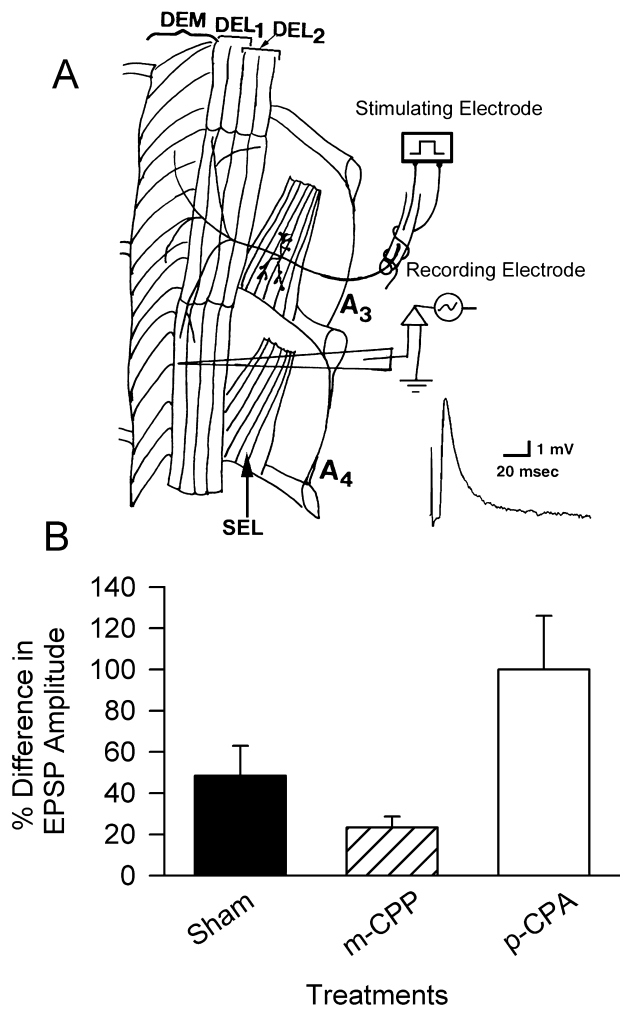 A
DEM DEL1 DEL2
Stimulating Electrode
Recording Electrode
A3
1 mV
20 msec
A4
SEL
B
% Difference in
EPSP Amplitude
140
120
100
80
60
40
20
0
Sham m-CPP p-CPA
Treatments